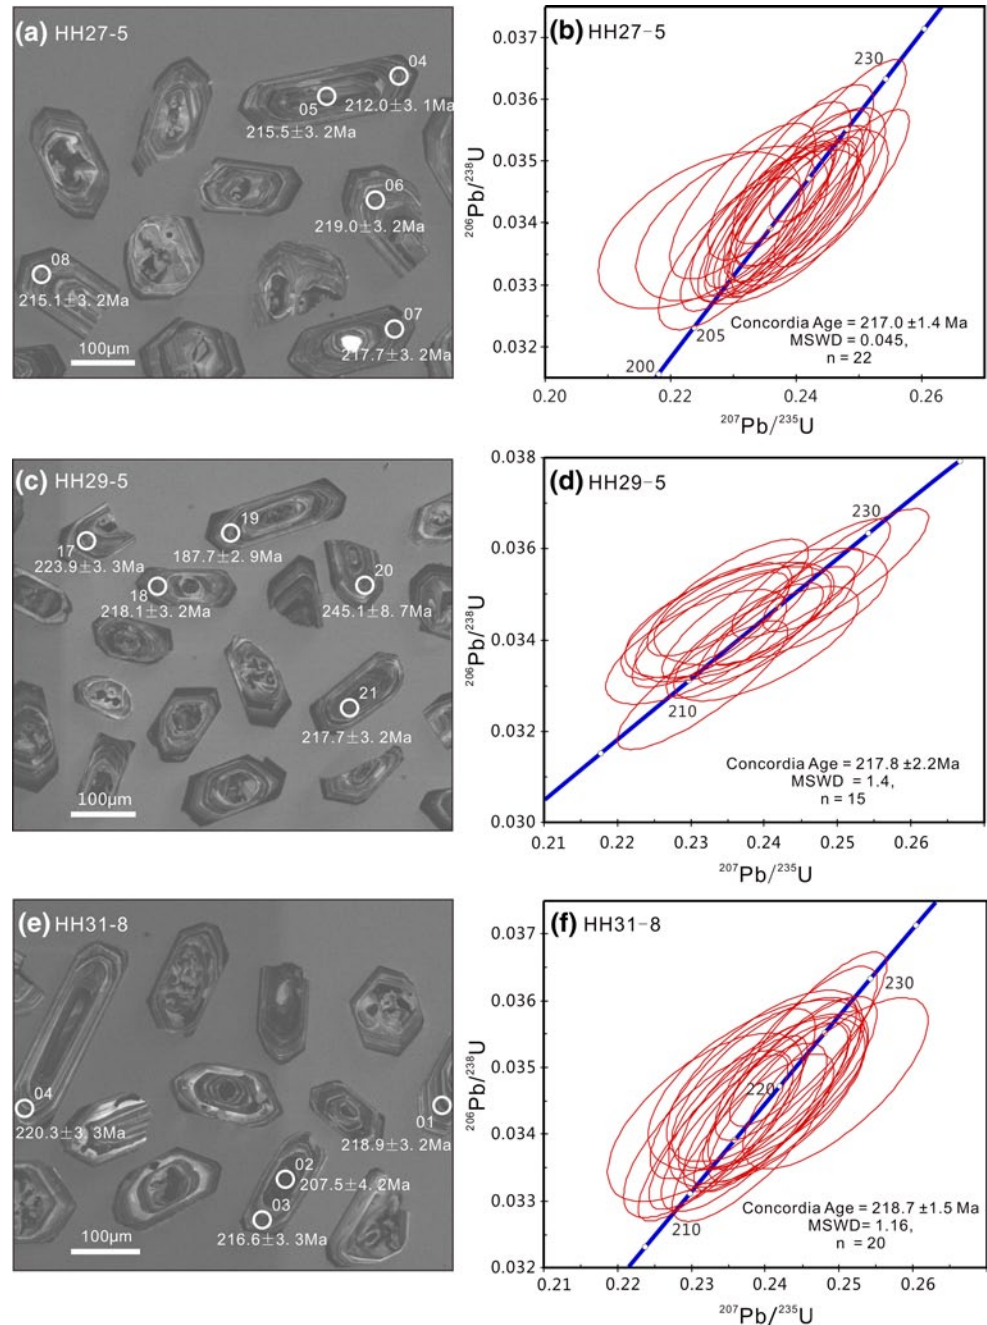 (a) HH27-5
04
05
212.0±3.1Ma
215.5±3.2Ma
06
219.0±3.2Ma
08
215.1±3.2Ma
07
217.7±3.2Ma
100μm
(b) HH27-5
0.037
0.036
0.035
0.034
0.033
0.032
²⁰⁶Pb/²³⁸U
230
205
200
Concordia Age = 217.0 ±1.4 Ma
MSWD = 0.045,
n = 22
0.20 0.22 0.24 0.26
²⁰⁷Pb/²³⁵U
(c) HH29-5
19
17
187.7±2.9Ma
223.9±3.3Ma
20
18
218.1±3.2Ma
245.1±8.7Ma
21
217.7±3.2Ma
100μm
(d) HH29-5
0.038
0.036
0.034
0.032
0.030
²⁰⁶Pb/²³⁸U
230
210
Concordia Age = 217.8 ±2.2Ma
MSWD = 1.4,
n = 15
0.21 0.22 0.23 0.24 0.25 0.26
²⁰⁷Pb/²³⁵U
(e) HH31-8
04
220.3±3.3Ma
01
218.9±3.2Ma
02
207.5±4.2Ma
03
216.6±3.3Ma
100μm
(f) HH31-8
0.037
0.036
0.035
0.034
0.033
0.032
²⁰⁶Pb/²³⁸U
230
220
210
Concordia Age = 218.7 ±1.5 Ma
MSWD= 1.16,
n = 20
0.21 0.22 0.23 0.24 0.25 0.26
²⁰⁷Pb/²³⁵U